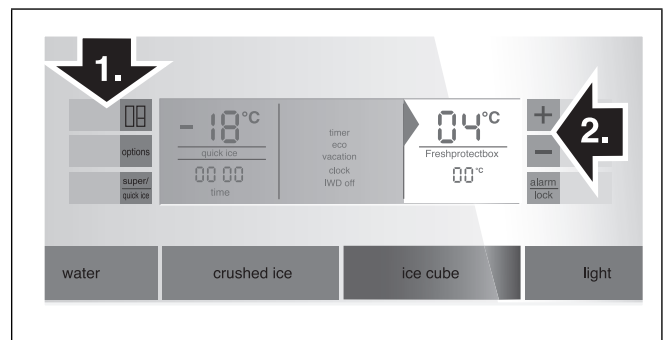 1.
options
super/
quick ice
- 18°C
quick ice
00 00
time
timer
eco
vacation
clock
IWD off
04°C
Freshprotectbox
00°C
+
−
2.
alarm
lock
water
crushed ice
ice cube
light